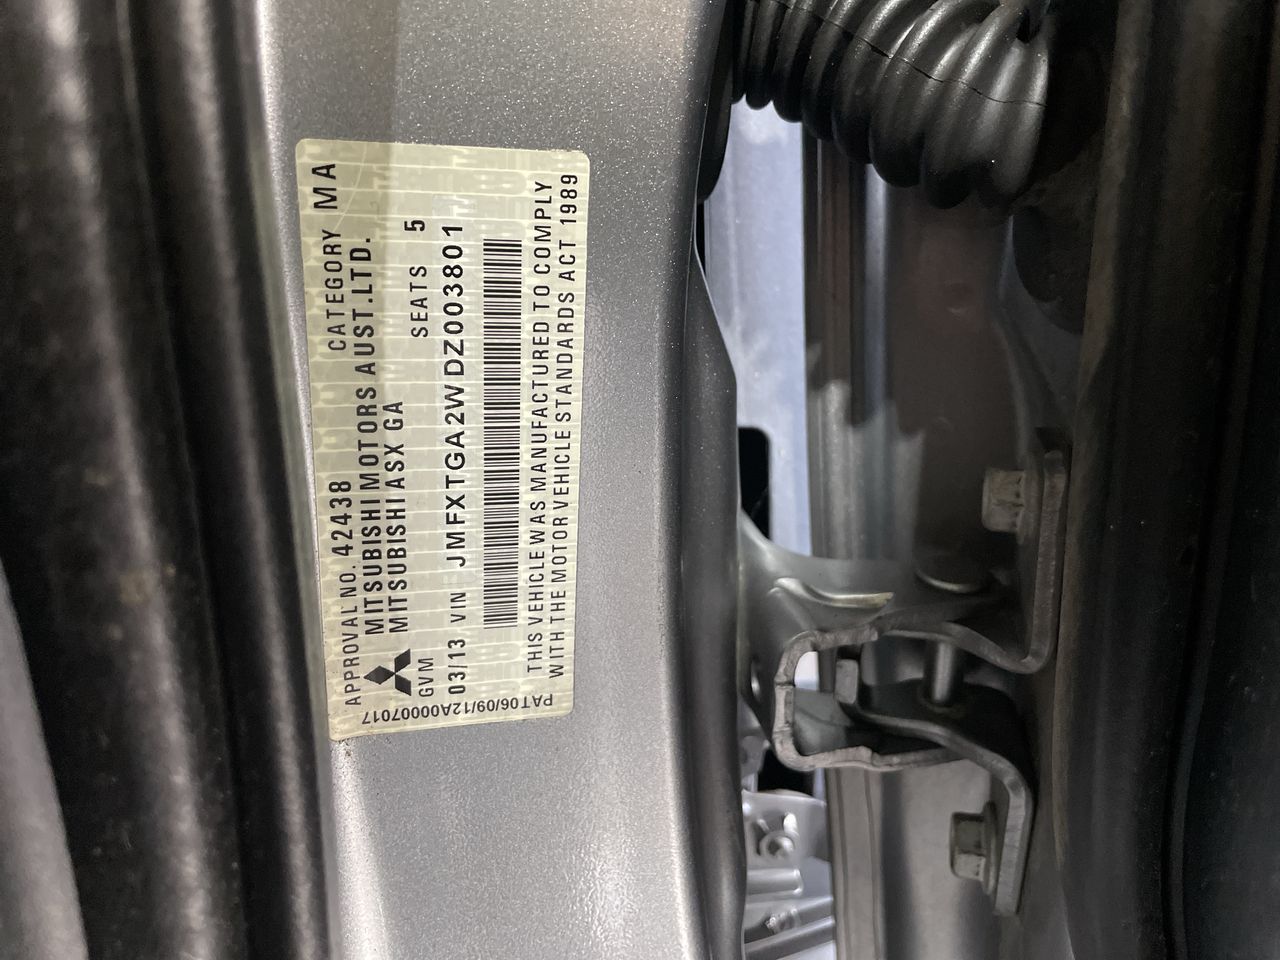 APPROVAL NO. 42438 CATEGORY MA
MITSUBISHI MOTORS AUST.LTD.
MITSUBISHI ASX GA
GVM SEATS 5
03/13 VIN JMFXTGA2WDZ003801
THIS VEHICLE WAS MANUFACTURED TO COMPLY
WITH THE MOTOR VEHICLE STANDARDS ACT 1989
PAT06/09/12A00007017